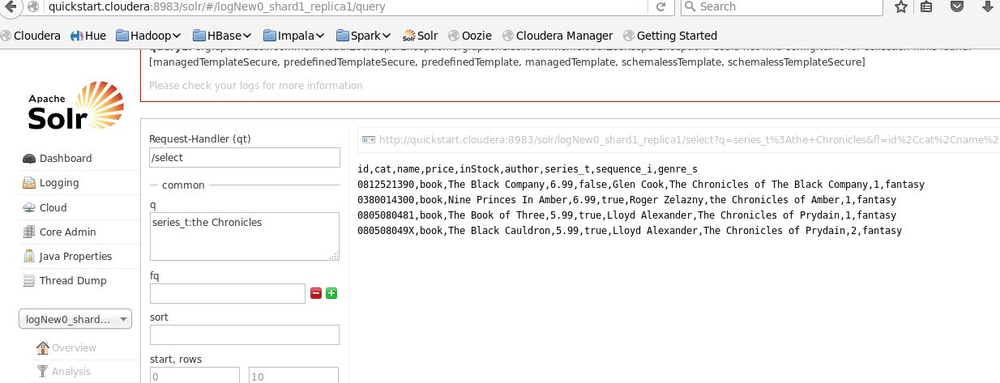 quickstart.cloudera:8983/solr/#/logNew0_shard1_replica1/query
Search
Cloudera Hue Hadoop HBase Impala Spark Solr Oozie Cloudera Manager Getting Started
[managedTemplateSecure, predefinedTemplateSecure, predefinedTemplate, managedTemplate, schemalessTemplate, schemalessTemplateSecure]
Please check your logs for more information
Apache
Solr
Dashboard
Logging
Cloud
Core Admin
Java Properties
Thread Dump
logNew0_shard...
Overview
Analysis
Request-Handler (qt)
/select
common
q
series_t:the Chronicles
fq
sort
start, rows
0
10
http://quickstart.cloudera:8983/solr/logNew0_shard1_replica1/select?q=series_t%3Athe+Chronicles&fl=id%2Ccat%2Cname%2
id,cat,name,price,inStock,author,series_t,sequence_i,genre_s
0812521390,book,The Black Company,6.99,false,Glen Cook,The Chronicles of The Black Company,1,fantasy
0380014300,book,Nine Princes In Amber,6.99,true,Roger Zelazny,the Chronicles of Amber,1,fantasy
0805080481,book,The Book of Three,5.99,true,Lloyd Alexander,The Chronicles of Prydain,1,fantasy
080508049X,book,The Black Cauldron,5.99,true,Lloyd Alexander,The Chronicles of Prydain,2,fantasy